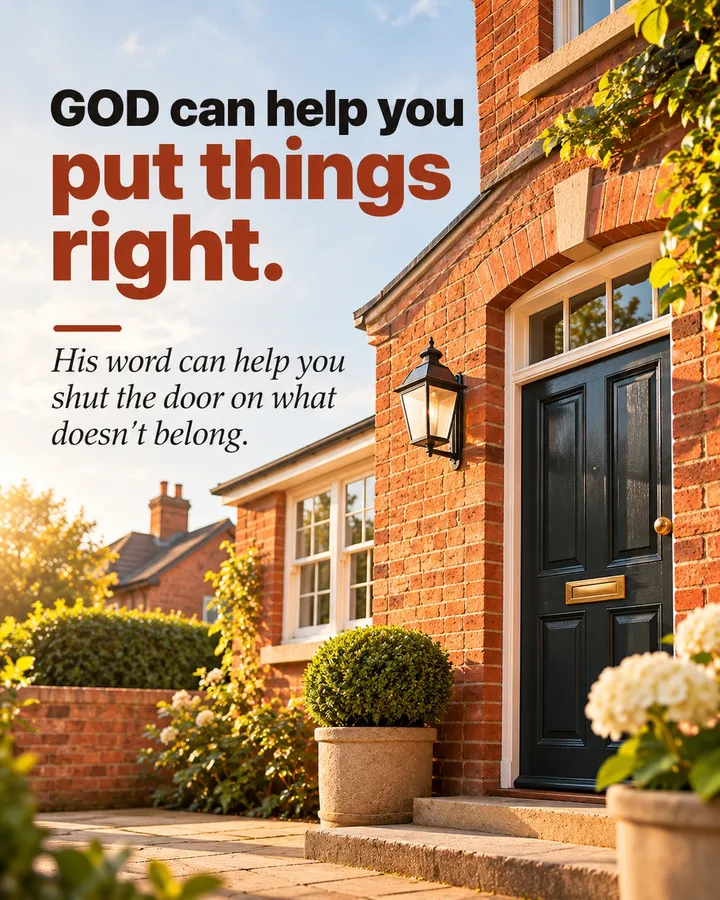 GOD can help you
put things
right.
His word can help you
shut the door on what
doesn't belong.